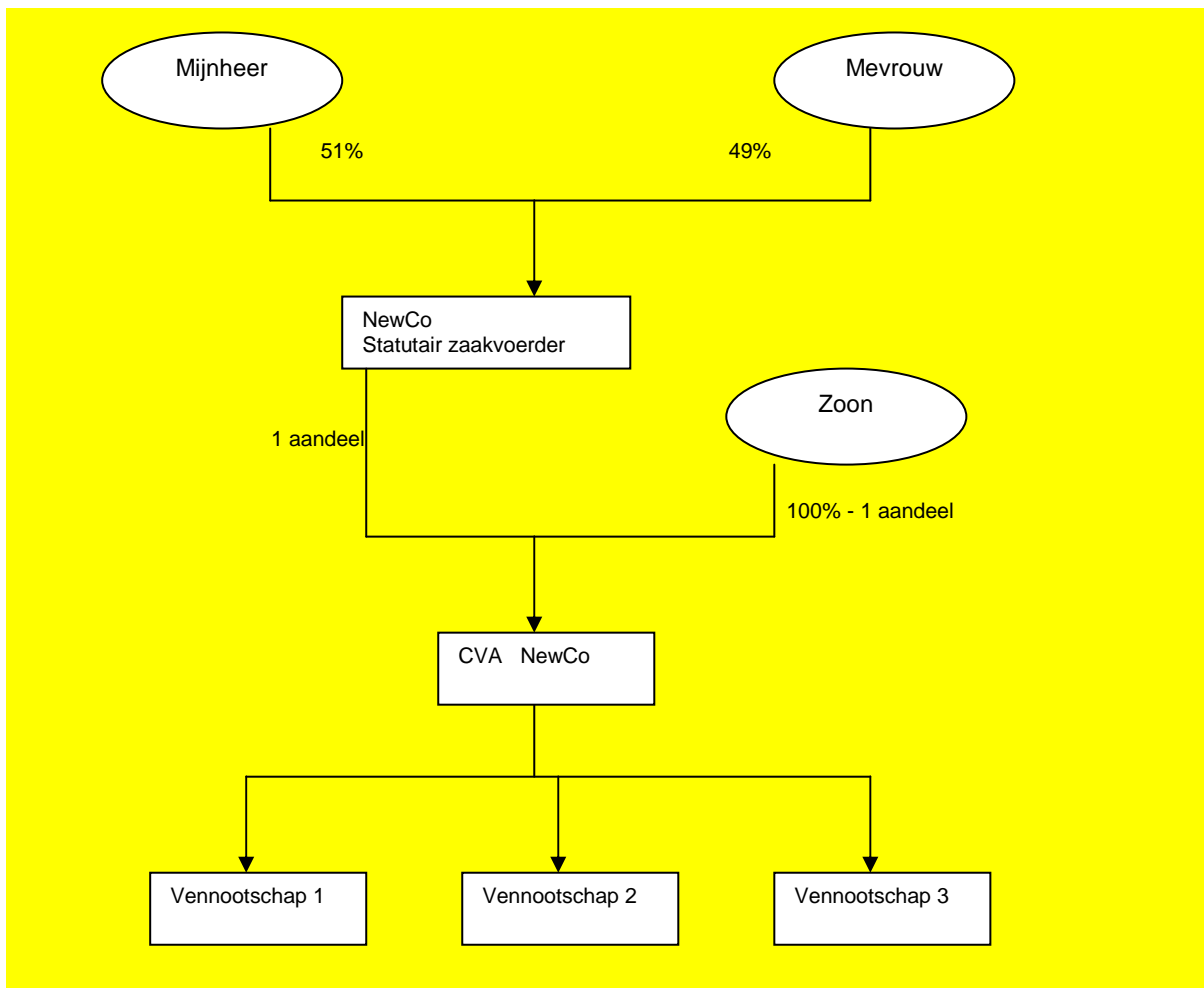 Mijnheer
Mevrouw
51%
49%
NewCo
Statutair zaakvoerder
Zoon
1 aandeel
100% - 1 aandeel
CVA NewCo
Vennootschap 1
Vennootschap 2
Vennootschap 3